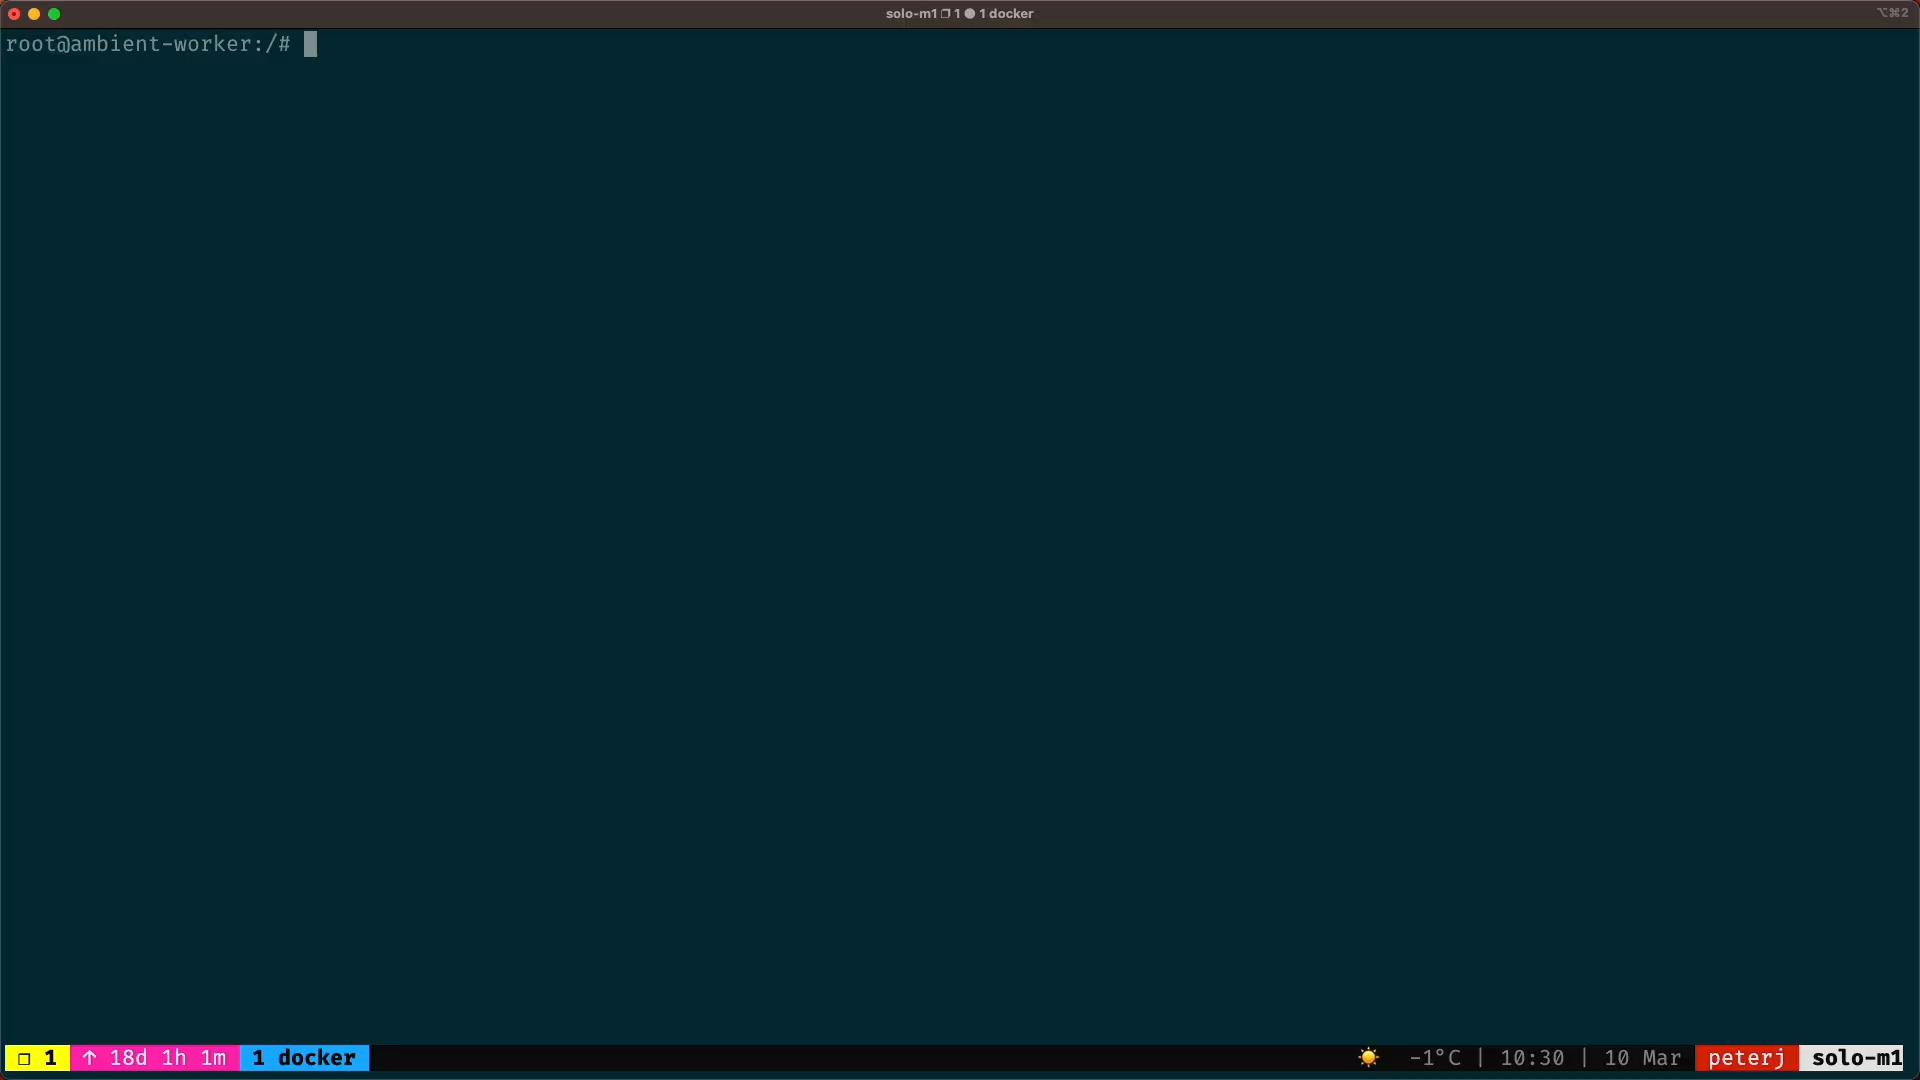 solo-m1 ❐ 1 ● 1 docker
⌥⌘2
root@ambient-worker:/#
❐ 1 ↑ 18d 1h 1m 1 docker ☀️ -1°C | 10:30 | 10 Mar peterj solo-m1